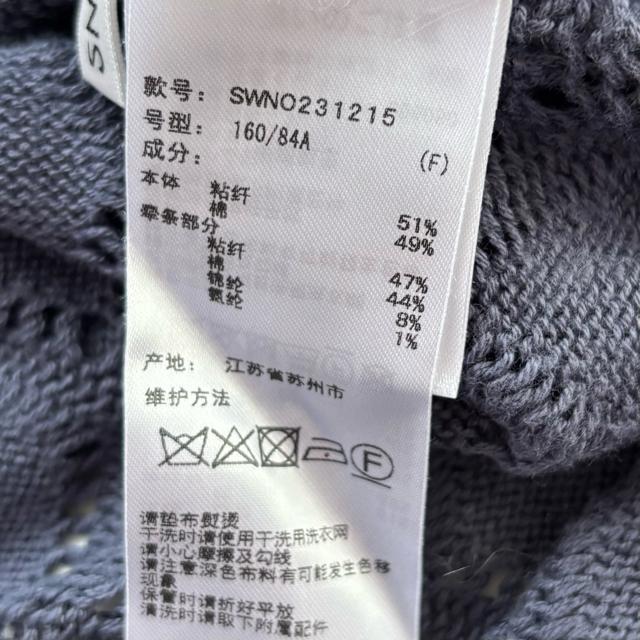 SM
款号: SWNO231215
号型: 160/84A (F)
成分:
本体 粘纤 51%
棉 49%
牵条部分
粘纤 47%
棉 44%
锦纶 8%
氨纶 1%
产地: 江苏省苏州市
维护方法
F
请垫布熨烫
干洗时请使用干洗用洗衣网
请小心摩擦及勾线
请注意深色布料有可能发生色移
现象
保管时请折好平放
清洗时请取下附属配件